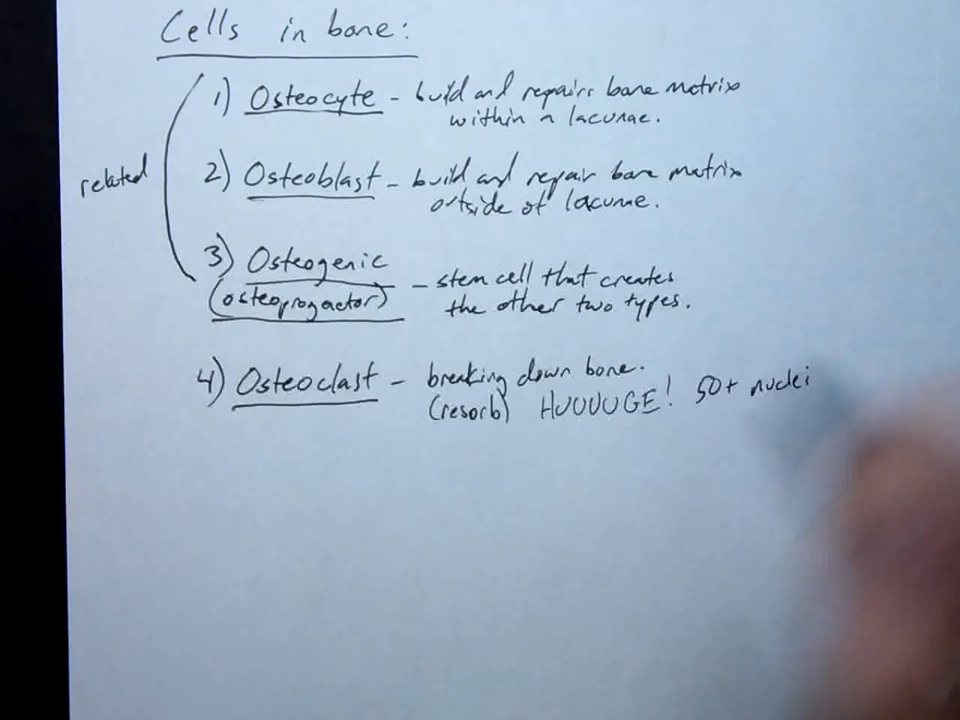 Cells in bone:
1) Osteocyte - build and repairs bone matrix
within a lacunae.
related
2) Osteoblast - build and repair bone matrix
outside of lacunae.
3) Osteogenic
(osteoprogactor) - stem cell that creates
the other two types.
4) Osteoclast - breaking down bone.
(resorb) HUUUUGE! 50+ nuclei